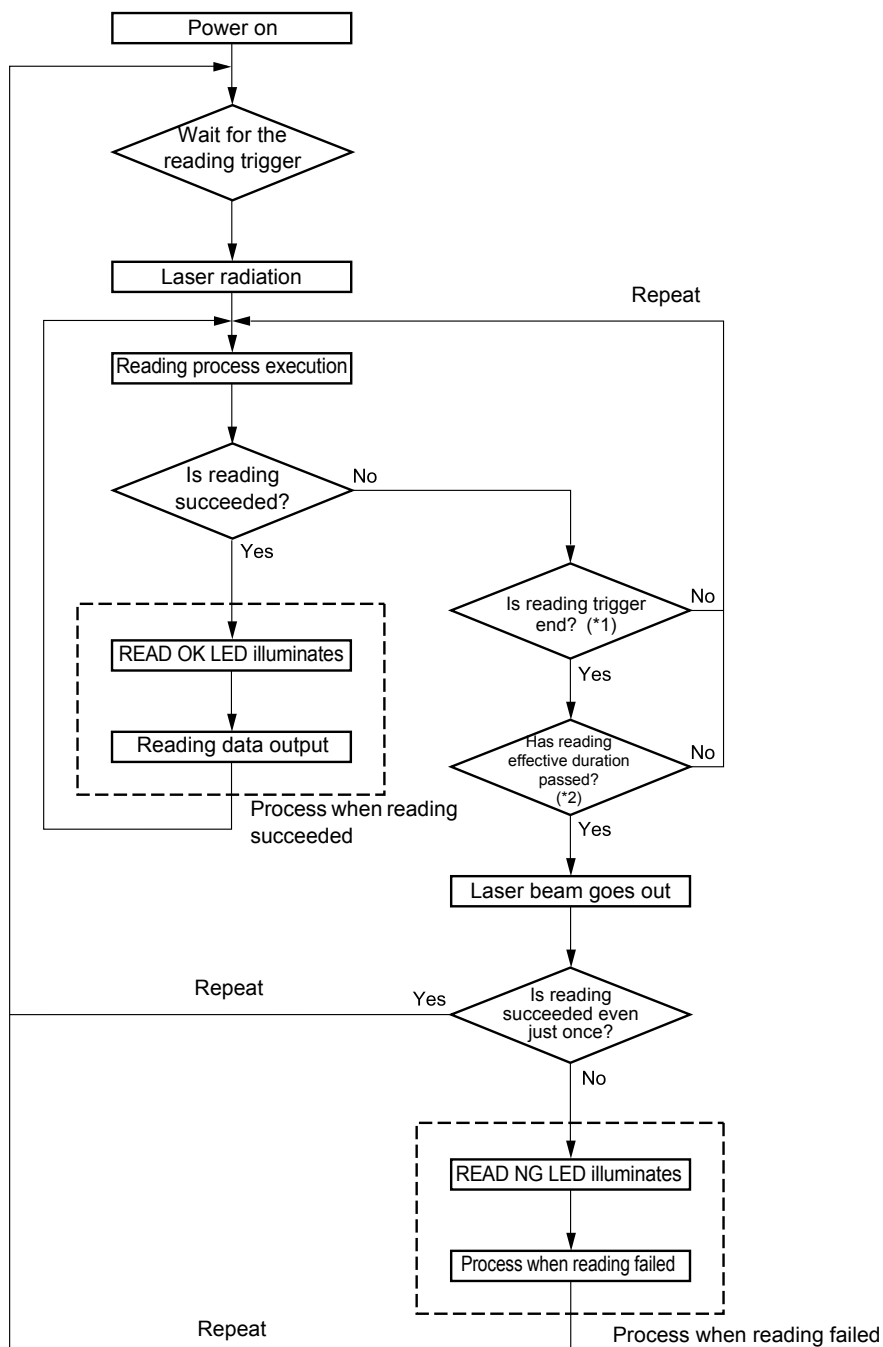 Power on
Wait for the
reading trigger
Laser radiation
Repeat
Reading process execution
Is reading
succeeded?
No
Yes
Is reading trigger
end? (*1)
No
Yes
READ OK LED illuminates
Reading data output
Process when reading
succeeded
Has reading
effective duration
passed?
(*2)
No
Yes
Laser beam goes out
Is reading
succeeded even
just once?
Yes
Repeat
No
READ NG LED illuminates
Process when reading failed
Process when reading failed
Repeat